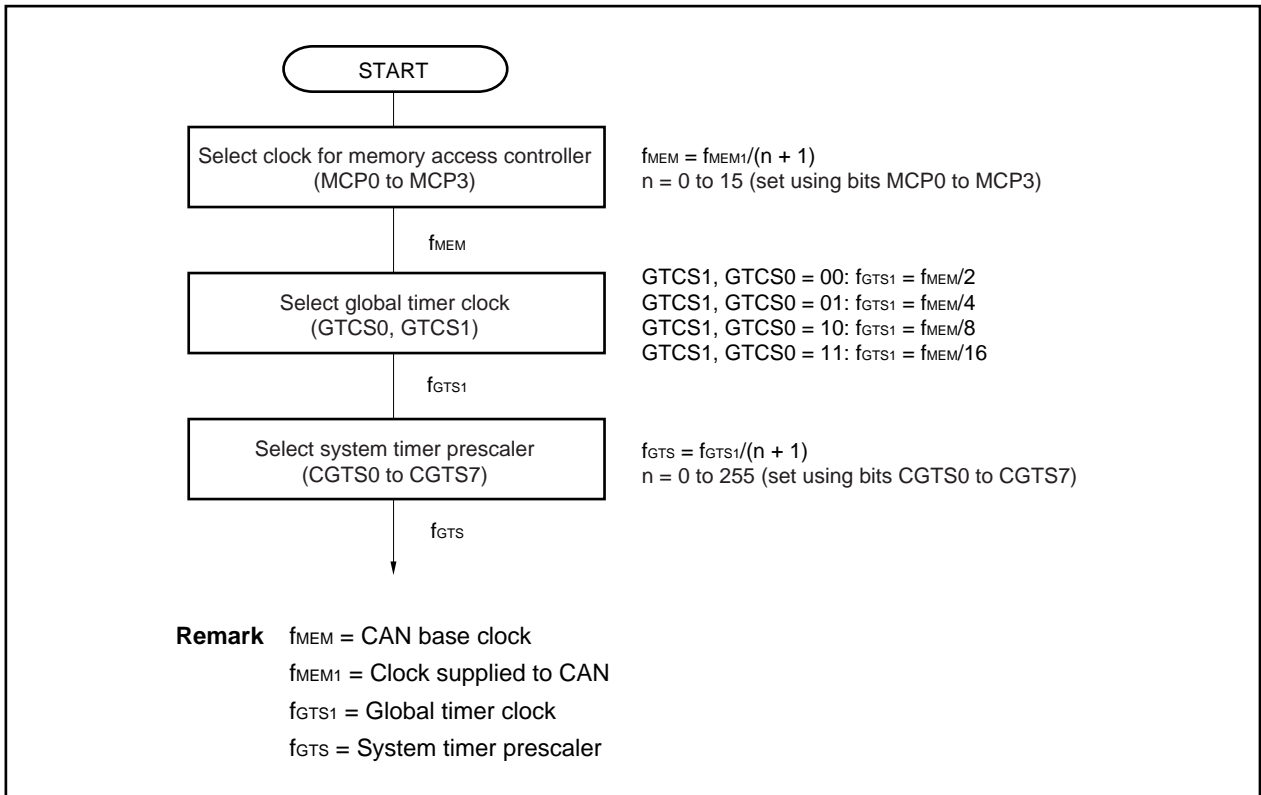 START
Select clock for memory access controller
(MCP0 to MCP3)
fMEM = fMEM1/(n + 1)
n = 0 to 15 (set using bits MCP0 to MCP3)
fMEM
Select global timer clock
(GTCS0, GTCS1)
GTCS1, GTCS0 = 00: fGTS1 = fMEM/2
GTCS1, GTCS0 = 01: fGTS1 = fMEM/4
GTCS1, GTCS0 = 10: fGTS1 = fMEM/8
GTCS1, GTCS0 = 11: fGTS1 = fMEM/16
fGTS1
Select system timer prescaler
(CGTS0 to CGTS7)
fGTS = fGTS1/(n + 1)
n = 0 to 255 (set using bits CGTS0 to CGTS7)
fGTS
Remark fMEM = CAN base clock
fMEM1 = Clock supplied to CAN
fGTS1 = Global timer clock
fGTS = System timer prescaler